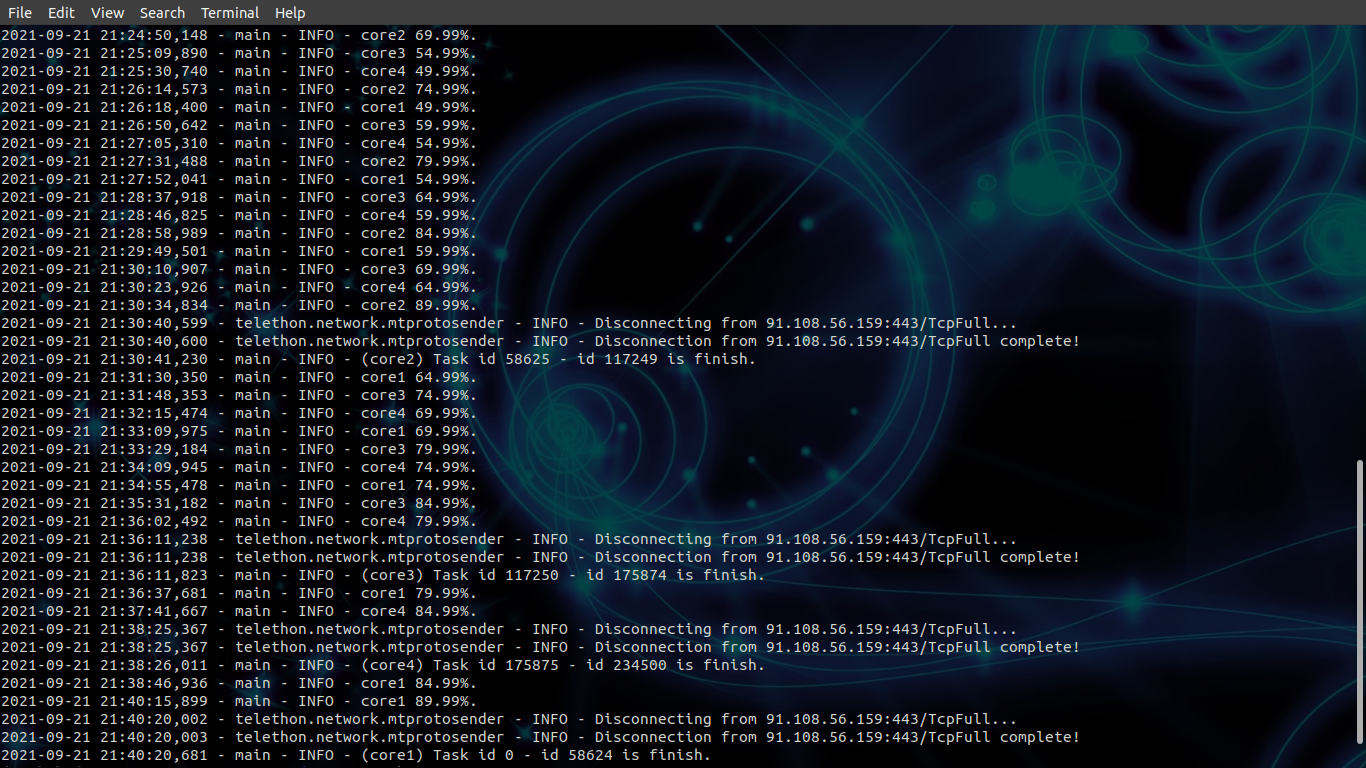 File Edit View Search Terminal Help
2021-09-21 21:24:50,148 - main - INFO - core2 69.99%.
2021-09-21 21:25:09,890 - main - INFO - core3 54.99%.
2021-09-21 21:25:30,740 - main - INFO - core4 49.99%.
2021-09-21 21:26:14,573 - main - INFO - core2 74.99%.
2021-09-21 21:26:18,400 - main - INFO - core1 49.99%.
2021-09-21 21:26:50,642 - main - INFO - core3 59.99%.
2021-09-21 21:27:05,310 - main - INFO - core4 54.99%.
2021-09-21 21:27:31,488 - main - INFO - core2 79.99%.
2021-09-21 21:27:52,041 - main - INFO - core1 54.99%.
2021-09-21 21:28:37,918 - main - INFO - core3 64.99%.
2021-09-21 21:28:46,825 - main - INFO - core4 59.99%.
2021-09-21 21:28:58,989 - main - INFO - core2 84.99%.
2021-09-21 21:29:49,501 - main - INFO - core1 59.99%.
2021-09-21 21:30:10,907 - main - INFO - core3 69.99%.
2021-09-21 21:30:23,926 - main - INFO - core4 64.99%.
2021-09-21 21:30:34,834 - main - INFO - core2 89.99%.
2021-09-21 21:30:40,599 - telethon.network.mtprotosender - INFO - Disconnecting from 91.108.56.159:443/TcpFull...
2021-09-21 21:30:40,600 - telethon.network.mtprotosender - INFO - Disconnection from 91.108.56.159:443/TcpFull complete!
2021-09-21 21:30:41,230 - main - INFO - (core2) Task id 58625 - id 117249 is finish.
2021-09-21 21:31:30,350 - main - INFO - core1 64.99%.
2021-09-21 21:31:48,353 - main - INFO - core3 74.99%.
2021-09-21 21:32:15,474 - main - INFO - core4 69.99%.
2021-09-21 21:33:09,975 - main - INFO - core1 69.99%.
2021-09-21 21:33:29,184 - main - INFO - core3 79.99%.
2021-09-21 21:34:09,945 - main - INFO - core4 74.99%.
2021-09-21 21:34:55,478 - main - INFO - core1 74.99%.
2021-09-21 21:35:31,182 - main - INFO - core3 84.99%.
2021-09-21 21:36:02,492 - main - INFO - core4 79.99%.
2021-09-21 21:36:11,238 - telethon.network.mtprotosender - INFO - Disconnecting from 91.108.56.159:443/TcpFull...
2021-09-21 21:36:11,238 - telethon.network.mtprotosender - INFO - Disconnection from 91.108.56.159:443/TcpFull complete!
2021-09-21 21:36:11,823 - main - INFO - (core3) Task id 117250 - id 175874 is finish.
2021-09-21 21:36:37,681 - main - INFO - core1 79.99%.
2021-09-21 21:37:41,667 - main - INFO - core4 84.99%.
2021-09-21 21:38:25,367 - telethon.network.mtprotosender - INFO - Disconnecting from 91.108.56.159:443/TcpFull...
2021-09-21 21:38:25,367 - telethon.network.mtprotosender - INFO - Disconnection from 91.108.56.159:443/TcpFull complete!
2021-09-21 21:38:26,011 - main - INFO - (core4) Task id 175875 - id 234500 is finish.
2021-09-21 21:38:46,936 - main - INFO - core1 84.99%.
2021-09-21 21:40:15,899 - main - INFO - core1 89.99%.
2021-09-21 21:40:20,002 - telethon.network.mtprotosender - INFO - Disconnecting from 91.108.56.159:443/TcpFull...
2021-09-21 21:40:20,003 - telethon.network.mtprotosender - INFO - Disconnection from 91.108.56.159:443/TcpFull complete!
2021-09-21 21:40:20,681 - main - INFO - (core1) Task id 0 - id 58624 is finish.